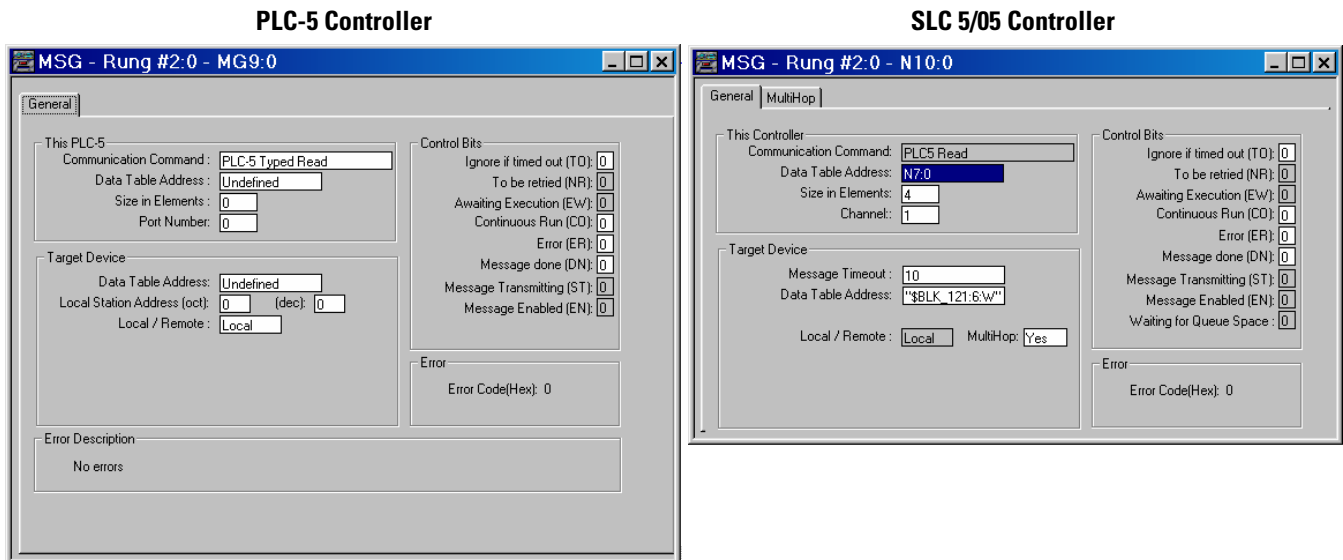 PLC-5 Controller
MSG - Rung #2:0 - MG9:0
General
This PLC-5
Communication Command : PLC-5 Typed Read
Data Table Address : Undefined
Size in Elements : 0
Port Number: 0
Target Device
Data Table Address: Undefined
Local Station Address (oct): 0 (dec): 0
Local / Remote : Local
Control Bits
Ignore if timed out (TO): 0
To be retried (NR): 0
Awaiting Execution (EW): 0
Continuous Run (CO): 0
Error (ER): 0
Message done (DN): 0
Message Transmitting (ST): 0
Message Enabled (EN): 0
Error
Error Code(Hex): 0
Error Description
No errors
SLC 5/05 Controller
MSG - Rung #2:0 - N10:0
General MultiHop
This Controller
Communication Command: PLC5 Read
Data Table Address: N7:0
Size in Elements: 4
Channel:: 1
Target Device
Message Timeout : 10
Data Table Address: "$BLK_121:6:W"
Local / Remote : Local MultiHop: Yes
Control Bits
Ignore if timed out (TO): 0
To be retried (NR): 0
Awaiting Execution (EW): 0
Continuous Run (CO): 0
Error (ER): 0
Message done (DN): 0
Message Transmitting (ST): 0
Message Enabled (EN): 0
Waiting for Queue Space : 0
Error
Error Code(Hex): 0